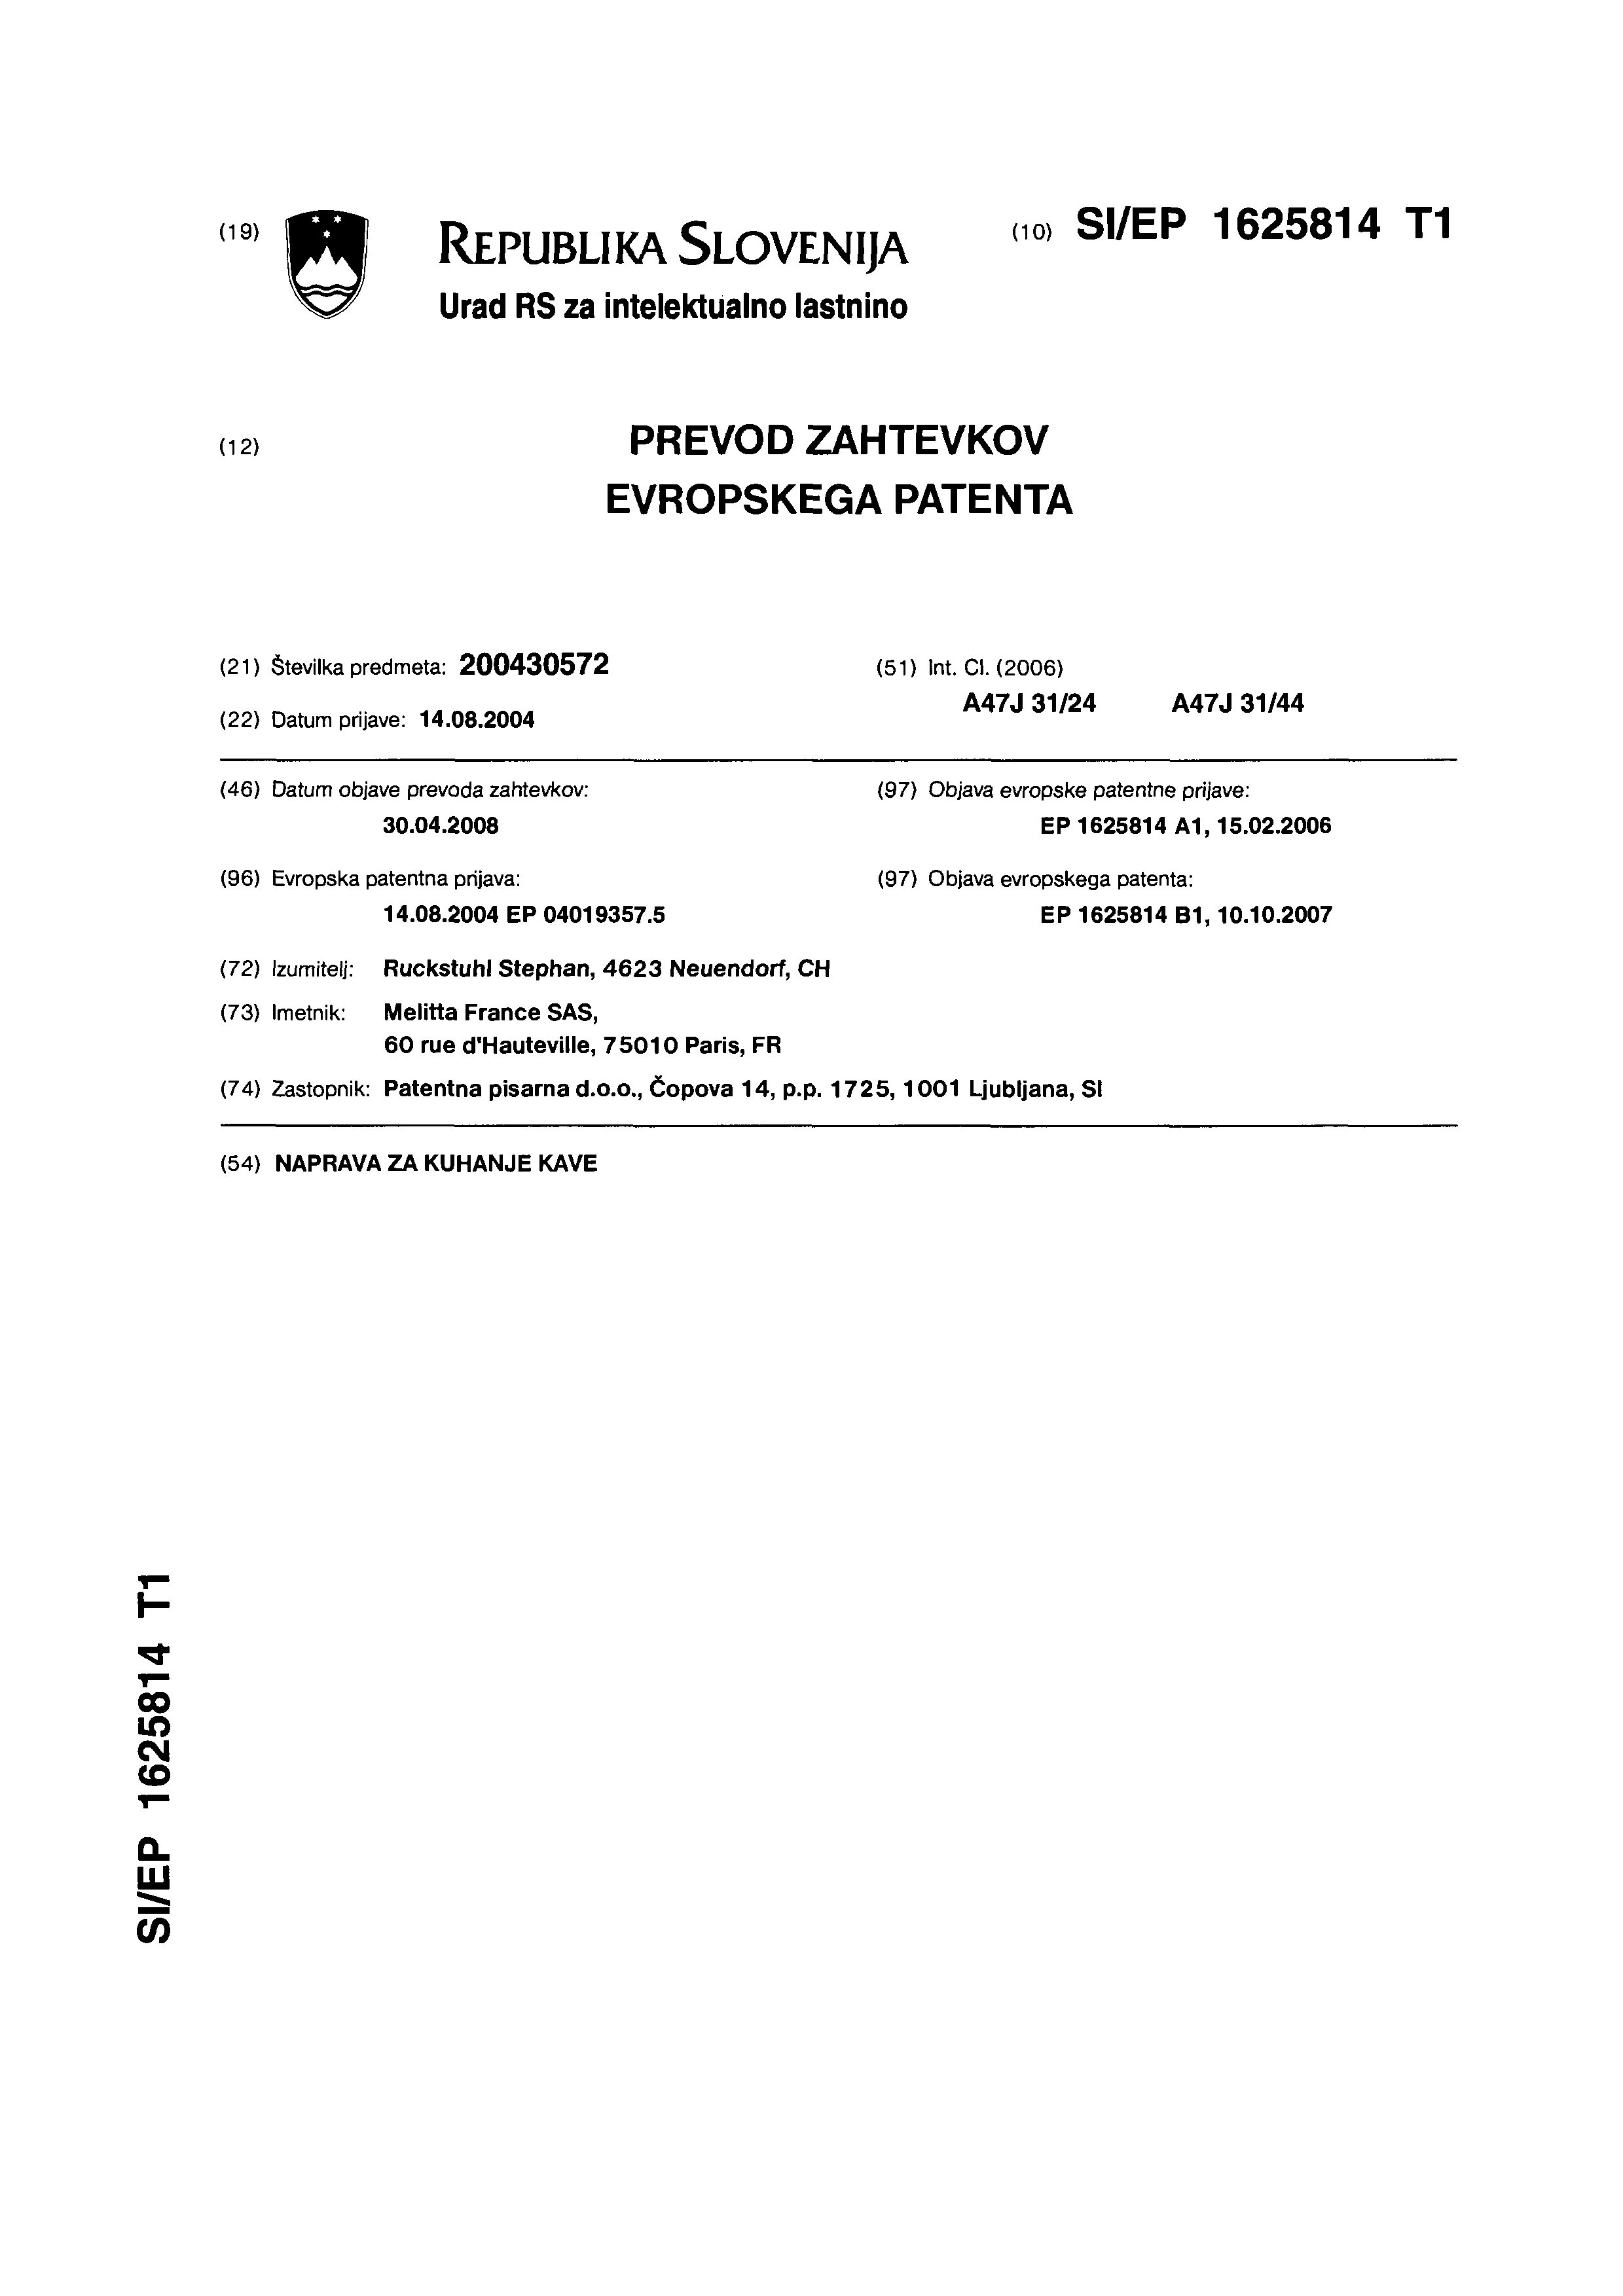 (19)
REPUBLIKA SLOVENIJA
Urad RS za intelektualno lastnino
(10) SI/EP 1625814 T1
(12)
PREVOD ZAHTEVKOV
EVROPSKEGA PATENTA
(21) Številka predmeta: 200430572
(22) Datum prijave: 14.08.2004
(51) Int. Cl. (2006)
A47J 31/24 A47J 31/44
(46) Datum objave prevoda zahtevkov:
30.04.2008
(97) Objava evropske patentne prijave:
EP 1625814 A1, 15.02.2006
(96) Evropska patentna prijava:
14.08.2004 EP 04019357.5
(97) Objava evropskega patenta:
EP 1625814 B1, 10.10.2007
(72) Izumitelj: Ruckstuhl Stephan, 4623 Neuendorf, CH
(73) Imetnik: Melitta France SAS,
60 rue d'Hauteville, 75010 Paris, FR
(74) Zastopnik: Patentna pisarna d.o.o., Čopova 14, p.p. 1725, 1001 Ljubljana, SI
(54) NAPRAVA ZA KUHANJE KAVE
SI/EP 1625814 T1